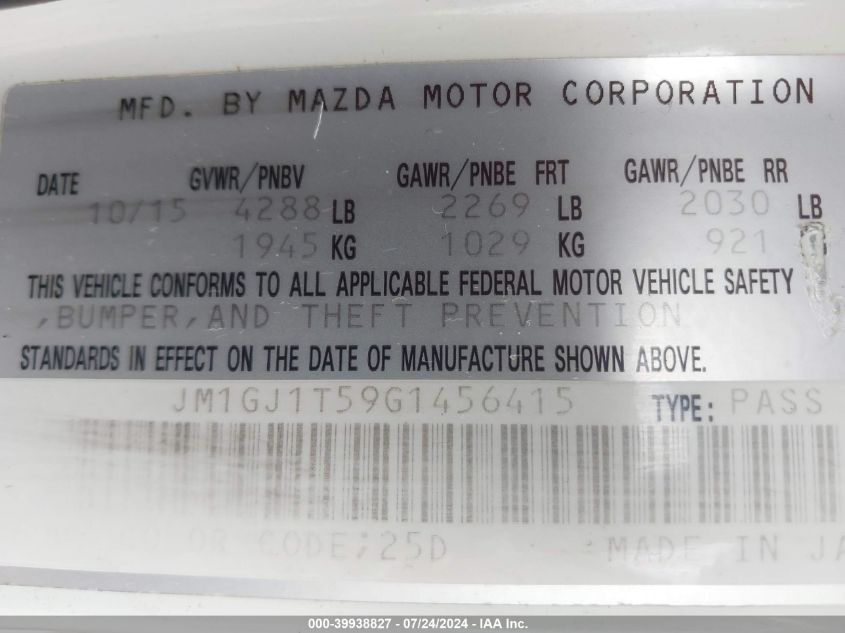 MFD. BY MAZDA MOTOR CORPORATION
DATE GVWR/PNBV GAWR/PNBE FRT GAWR/PNBE RR
10/15 4288 LB 2269 LB 2030 LB
1945 KG 1029 KG 921
THIS VEHICLE CONFORMS TO ALL APPLICABLE FEDERAL MOTOR VEHICLE SAFETY
,BUMPER,AND THEFT PREVENTION
STANDARDS IN EFFECT ON THE DATE OF MANUFACTURE SHOWN ABOVE.
JM1GJ1T59G1456415 TYPE: PASS
CODE;25D MADE IN JA
000-39938827 - 07/24/2024 - IAA Inc.